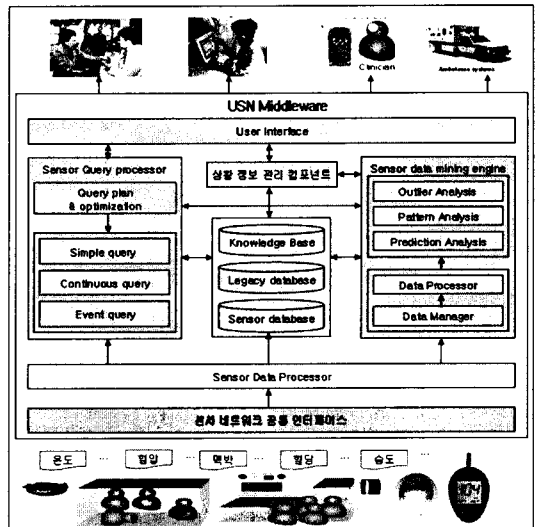 Clinician
Ambulance systems
USN Middleware
User Interface
Sensor Query processor
Query plan
& optimization
Simple query
Continuous query
Event query
상황 정보 관리 컴포넌트
Knowledge Base
Legacy database
Sensor database
Sensor data mining engine
Outlier Analysis
Pattern Analysis
Prediction Analysis
Data Processor
Data Manager
Sensor Data Processor
센서 네트워크 공통 인터페이스
온도 ... 혈압 ... 맥박 ... 혈당 ... 습도 ...
104